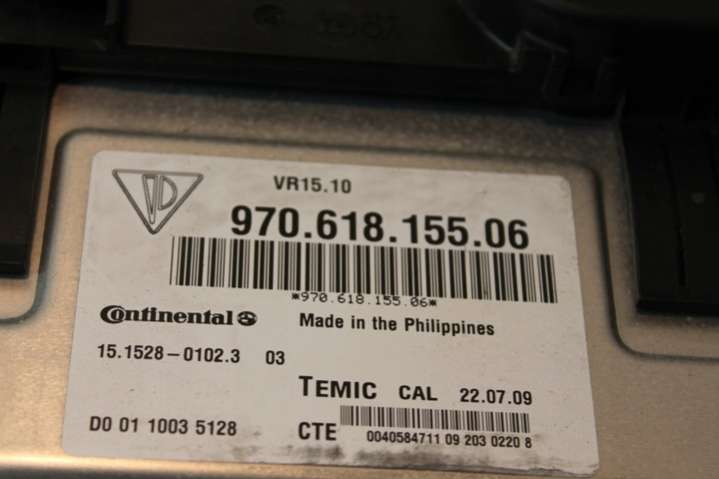 VR15.10
970.618.155.06
*970.618.155.06*
Continental Made in the Philippines
15.1528-0102.3 03
TEMIC CAL 22.07.09
D0 01 1003 5128 CTE
0040584711 09 203 0220 8